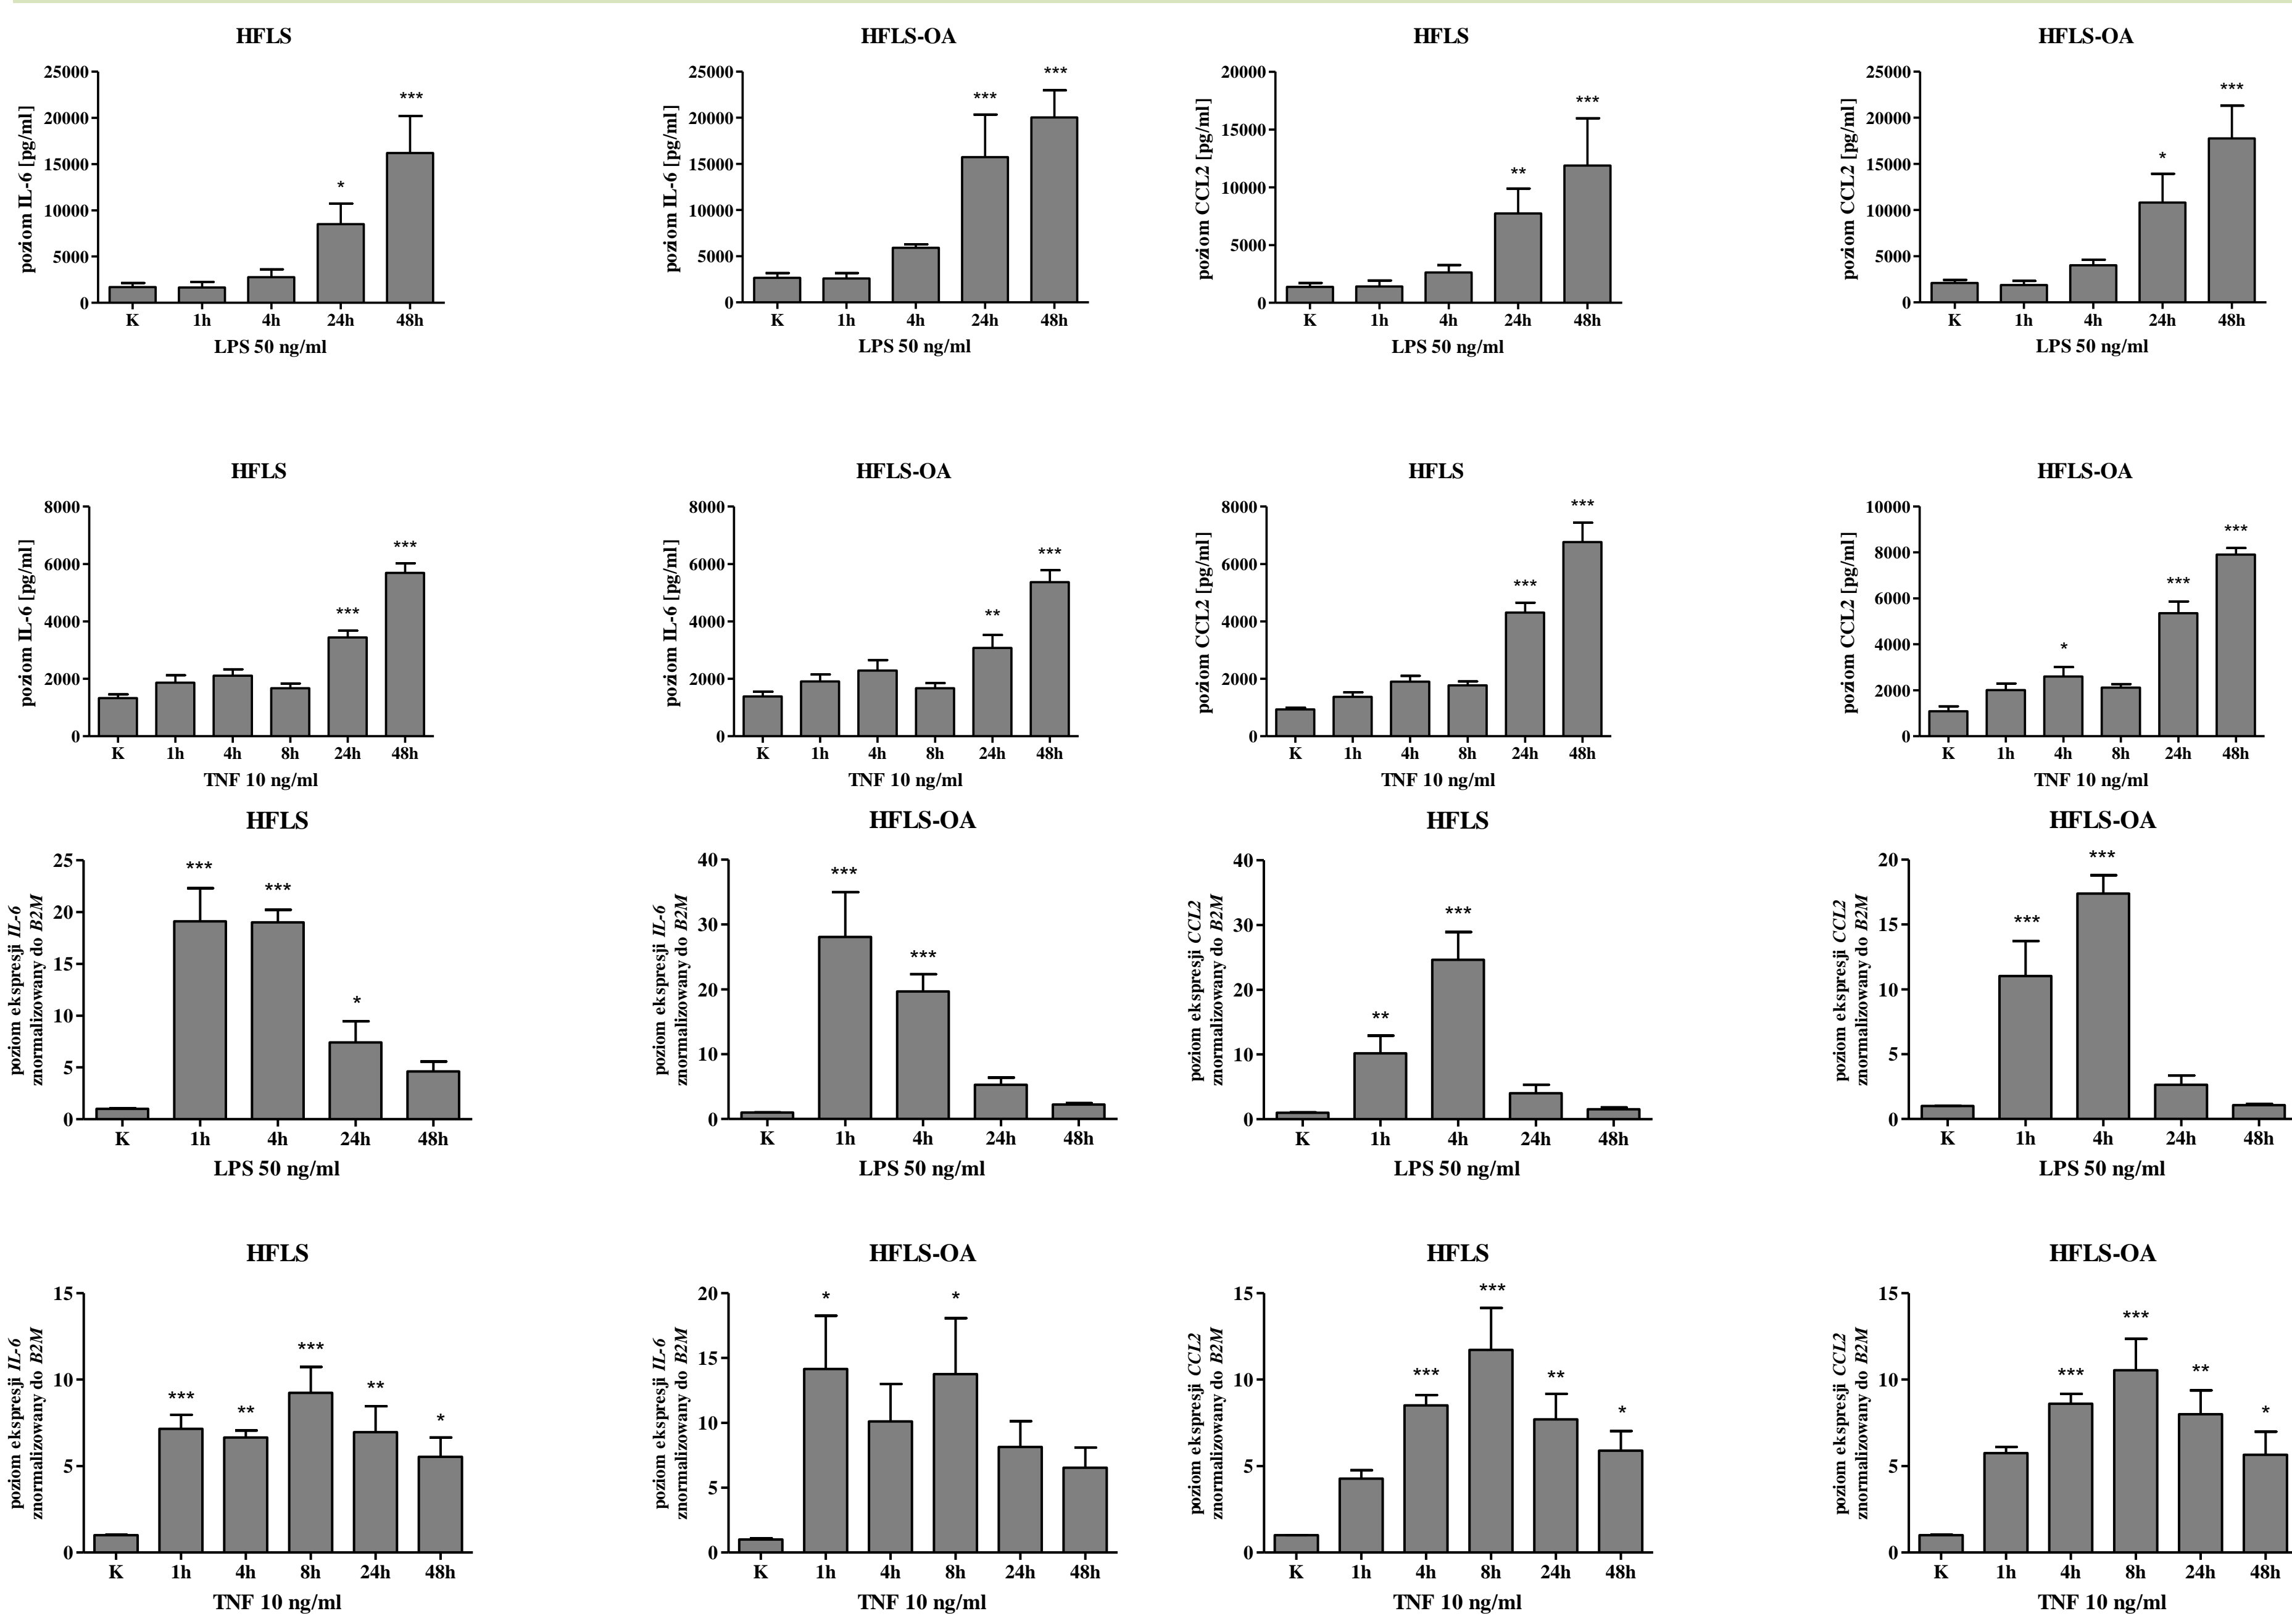 HFLS
poziom IL-6 [pg/ml]
25000
20000
15000
10000
5000
0
*
***
K 1h 4h 24h 48h
LPS 50 ng/ml
HFLS-OA
poziom IL-6 [pg/ml]
25000
20000
15000
10000
5000
0
***
***
K 1h 4h 24h 48h
LPS 50 ng/ml
HFLS
poziom CCL2 [pg/ml]
20000
15000
10000
5000
0
**
***
K 1h 4h 24h 48h
LPS 50 ng/ml
HFLS-OA
poziom CCL2 [pg/ml]
25000
20000
15000
10000
5000
0
*
***
K 1h 4h 24h 48h
LPS 50 ng/ml
HFLS
poziom IL-6 [pg/ml]
8000
6000
4000
2000
0
***
***
K 1h 4h 8h 24h 48h
TNF 10 ng/ml
HFLS-OA
poziom IL-6 [pg/ml]
8000
6000
4000
2000
0
**
***
K 1h 4h 8h 24h 48h
TNF 10 ng/ml
HFLS
poziom CCL2 [pg/ml]
8000
6000
4000
2000
0
***
***
K 1h 4h 8h 24h 48h
TNF 10 ng/ml
HFLS-OA
poziom CCL2 [pg/ml]
10000
8000
6000
4000
2000
0
*
***
***
K 1h 4h 8h 24h 48h
TNF 10 ng/ml
HFLS
poziom ekspresji IL-6
znormalizowany do B2M
25
20
15
10
5
0
***
***
*
K 1h 4h 24h 48h
LPS 50 ng/ml
HFLS-OA
poziom ekspresji IL-6
znormalizowany do B2M
40
30
20
10
0
***
***
K 1h 4h 24h 48h
LPS 50 ng/ml
HFLS
poziom ekspresji CCL2
znormalizowany do B2M
40
30
20
10
0
**
***
K 1h 4h 24h 48h
LPS 50 ng/ml
HFLS-OA
poziom ekspresji CCL2
znormalizowany do B2M
20
15
10
5
0
***
***
K 1h 4h 24h 48h
LPS 50 ng/ml
HFLS
poziom ekspresji IL-6
znormalizowany do B2M
15
10
5
0
***
**
***
**
*
K 1h 4h 8h 24h 48h
TNF 10 ng/ml
HFLS-OA
poziom ekspresji IL-6
znormalizowany do B2M
20
15
10
5
0
*
*
K 1h 4h 8h 24h 48h
TNF 10 ng/ml
HFLS
poziom ekspresji CCL2
znormalizowany do B2M
15
10
5
0
***
***
**
*
K 1h 4h 8h 24h 48h
TNF 10 ng/ml
HFLS-OA
poziom ekspresji CCL2
znormalizowany do B2M
15
10
5
0
***
***
**
*
K 1h 4h 8h 24h 48h
TNF 10 ng/ml